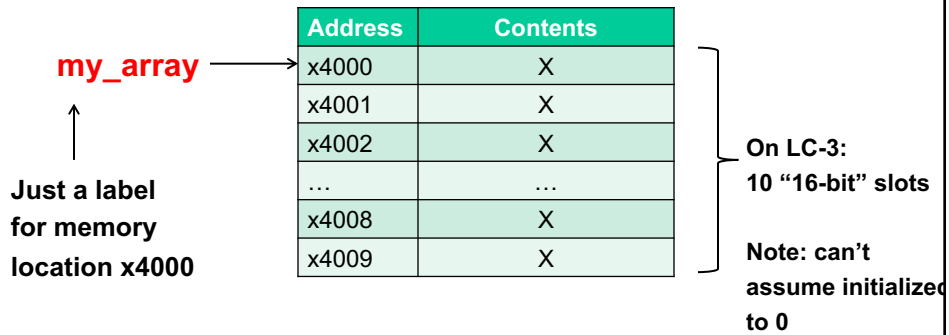 Address Contents
my_array x4000 X
x4001 X
x4002 X
… …
x4008 X
x4009 X
Just a label
for memory
location x4000
On LC-3:
10 “16-bit” slots
Note: can’t
assume initialized
to 0